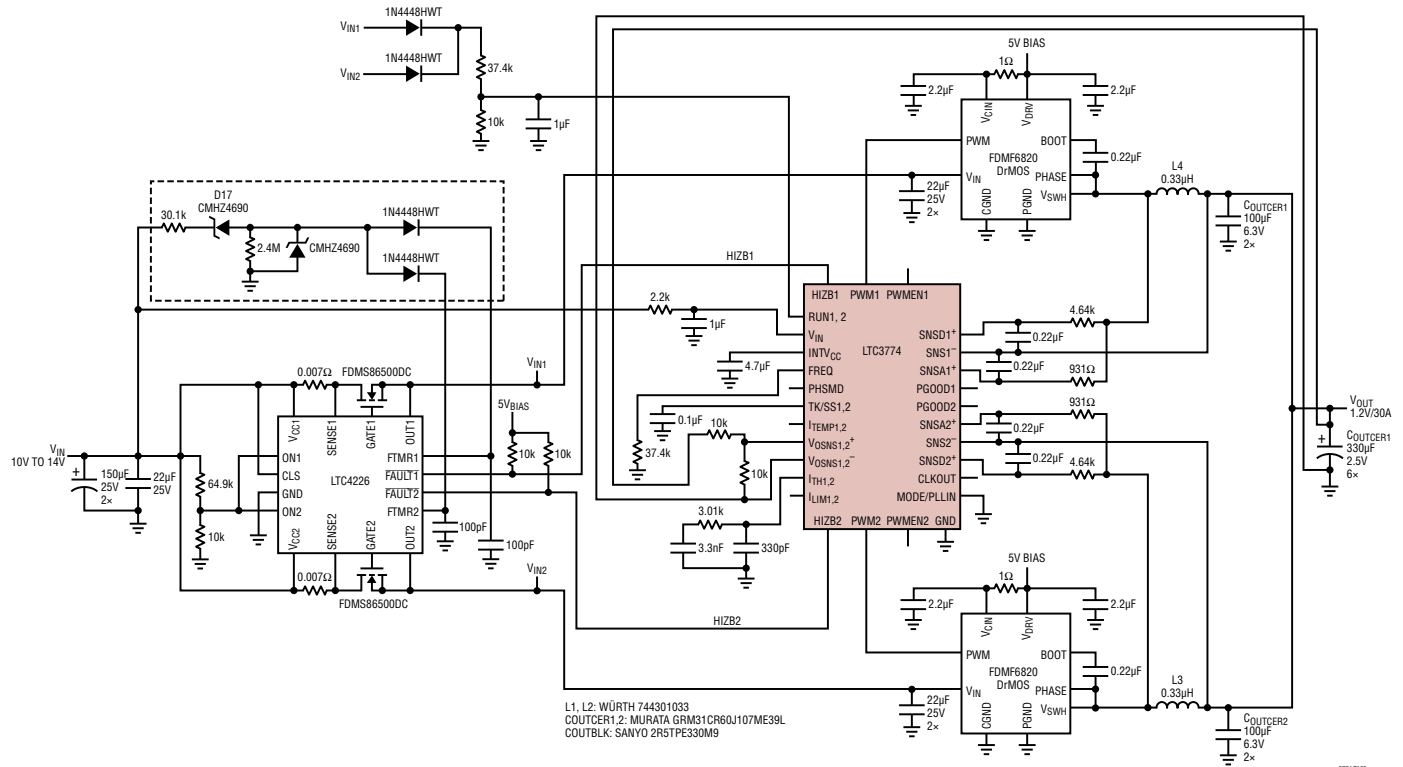 1N4448HWT
VIN1
1N4448HWT
VIN2
37.4k
10k
1µF
5V BIAS
1Ω
2.2µF
2.2µF
VCIN
VDRV
PWM
BOOT
FDMF6820
DrMOS
0.22µF
VIN
PHASE
VSWH
CGND
PGND
22µF
25V
2×
L4
0.33µH
COUTCER1
100µF
6.3V
2×
D17
CMHZ4690
30.1k
1N4448HWT
2.4M
CMHZ4690
1N4448HWT
HIZB1
2.2k
1µF
4.7µF
0.1µF
37.4k
10k
10k
3.01k
3.3nF
330pF
HIZB1
PWM1
PWMEN1
RUN1, 2
VIN
INTVCC
FREQ
PHSMD
TK/SS1,2
ITEMP1,2
VOSNS1,2+
VOSNS1,2–
ITH1,2
ILIM1,2
LTC3774
SNSD1+
SNS1–
SNSA1+
PGOOD1
PGOOD2
SNSA2+
SNS2–
SNSD2+
CLKOUT
MODE/PLLIN
HIZB2
PWM2
PWMEN2
GND
4.64k
0.22µF
0.22µF
931Ω
931Ω
0.22µF
0.22µF
4.64k
VOUT
1.2V/30A
COUTCER1
330µF
2.5V
6×
+
VIN
10V TO 14V
+
150µF
25V
2×
22µF
25V
64.9k
10k
0.007Ω
FDMS86500DC
VIN1
5VBIAS
10k
10k
VCC1
SENSE1
GATE1
OUT1
ON1
CLS
GND
ON2
LTC4226
FTMR1
FAULT1
FAULT2
FTMR2
VCC2
SENSE2
GATE2
OUT2
100pF
100pF
0.007Ω
FDMS86500DC
VIN2
HIZB2
5V BIAS
1Ω
2.2µF
2.2µF
VCIN
VDRV
PWM
BOOT
FDMF6820
DrMOS
0.22µF
VIN
PHASE
VSWH
CGND
PGND
22µF
25V
2×
L3
0.33µH
COUTCER2
100µF
6.3V
2×
L1, L2: WÜRTH 744301033
COUTCER1,2: MURATA GRM31CR60J107ME39L
COUTBLK: SANYO 2R5TPE330M9